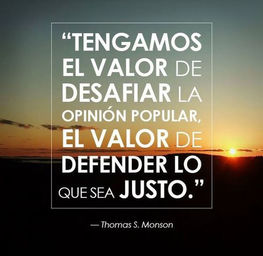 “TENGAMOS
EL VALOR DE
DESAFIAR LA
OPINIÓN POPULAR,
EL VALOR DE
DEFENDER LO
QUE SEA JUSTO.”
— Thomas S. Monson